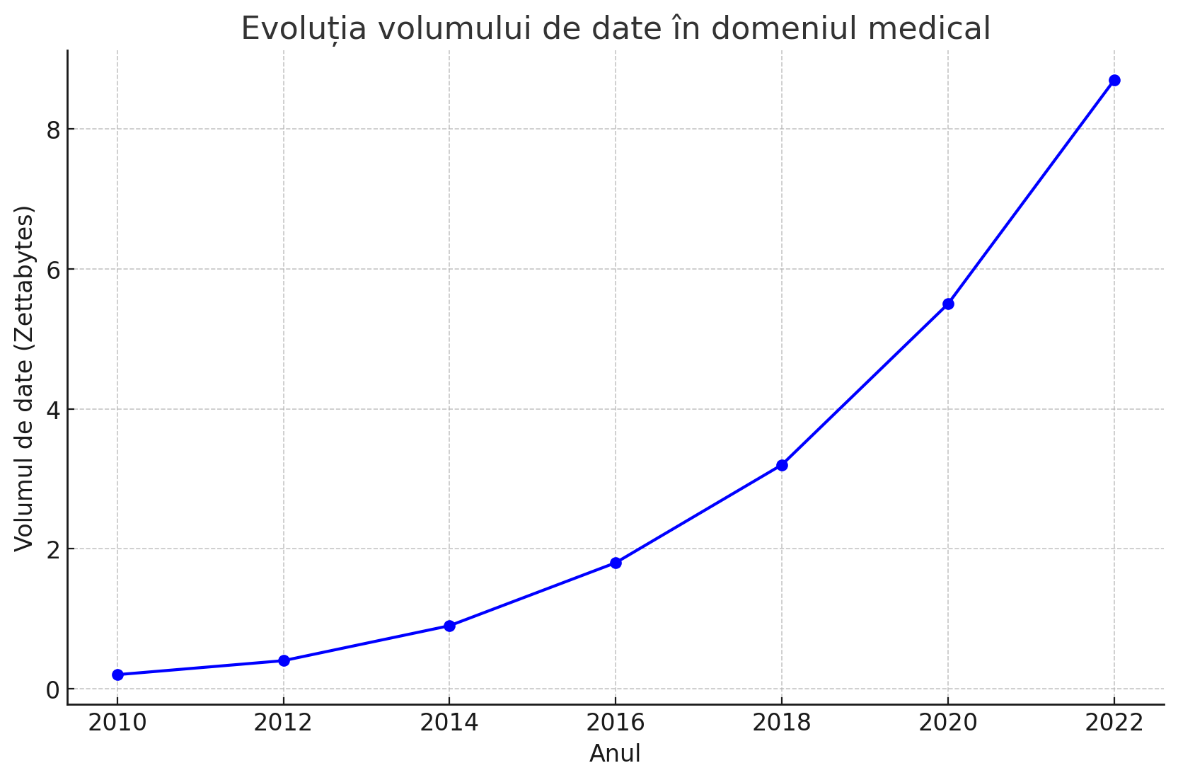 Evoluția volumului de date în domeniul medical
Volumul de date (Zettabytes)
8
6
4
2
0
2010 2012 2014 2016 2018 2020 2022
Anul